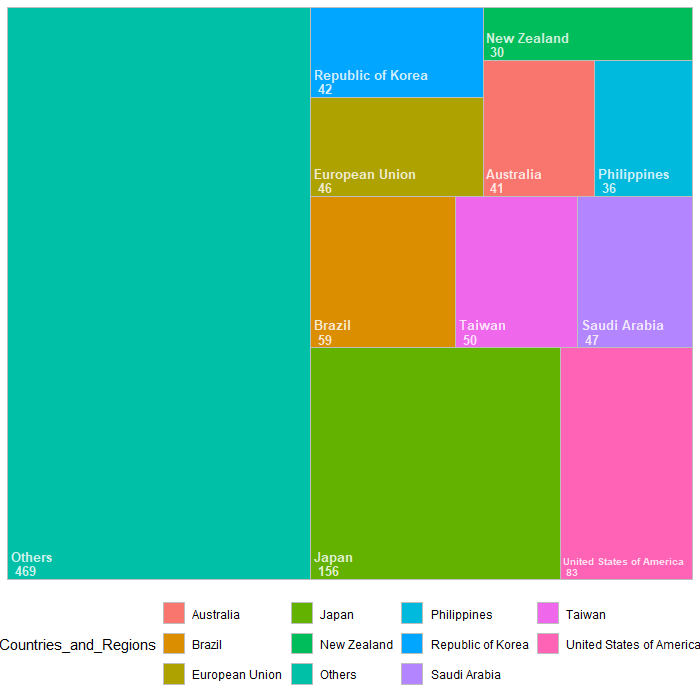 New Zealand
30
Republic of Korea
42
European Union
46
Australia
41
Philippines
36
Brazil
59
Taiwan
50
Saudi Arabia
47
Others
469
Japan
156
United States of America
83
Countries_and_Regions
Australia
Brazil
European Union
Japan
New Zealand
Others
Philippines
Republic of Korea
Saudi Arabia
Taiwan
United States of America